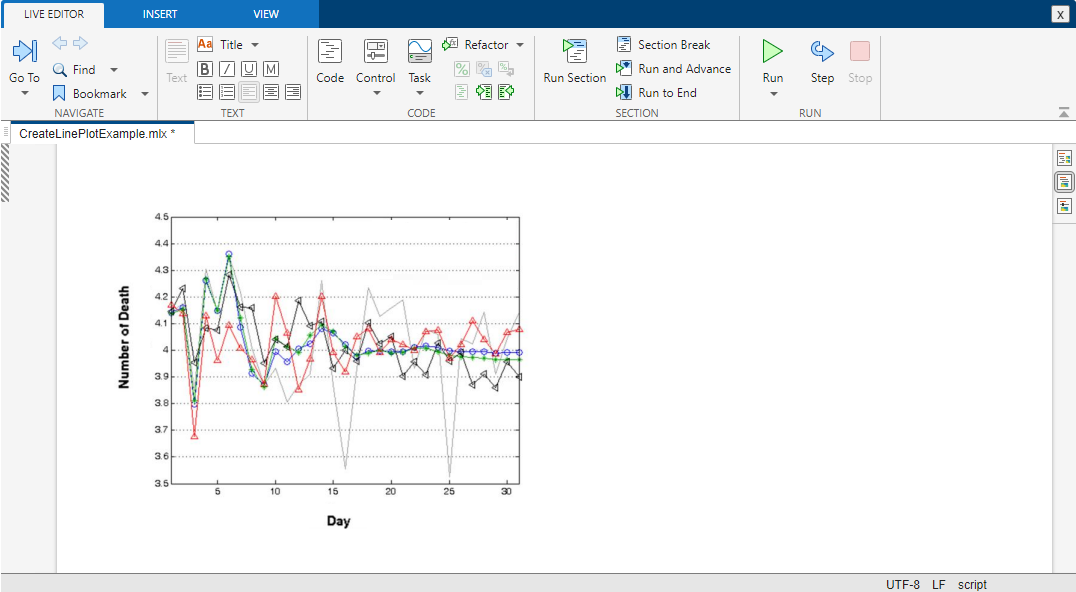 LIVE EDITOR INSERT VIEW X
Go To
Find
Bookmark
NAVIGATE
Text
Aa Title
B I U M
TEXT
Code
Control
Task
Refactor
CODE
Run Section
Section Break
Run and Advance
Run to End
SECTION
Run
Step
Stop
RUN
CreateLinePlotExample.mlx *
Number of Death
4.5
4.4
4.3
4.2
4.1
4
3.9
3.8
3.7
3.6
3.5
5 10 15 20 25 30
Day
UTF-8 LF script